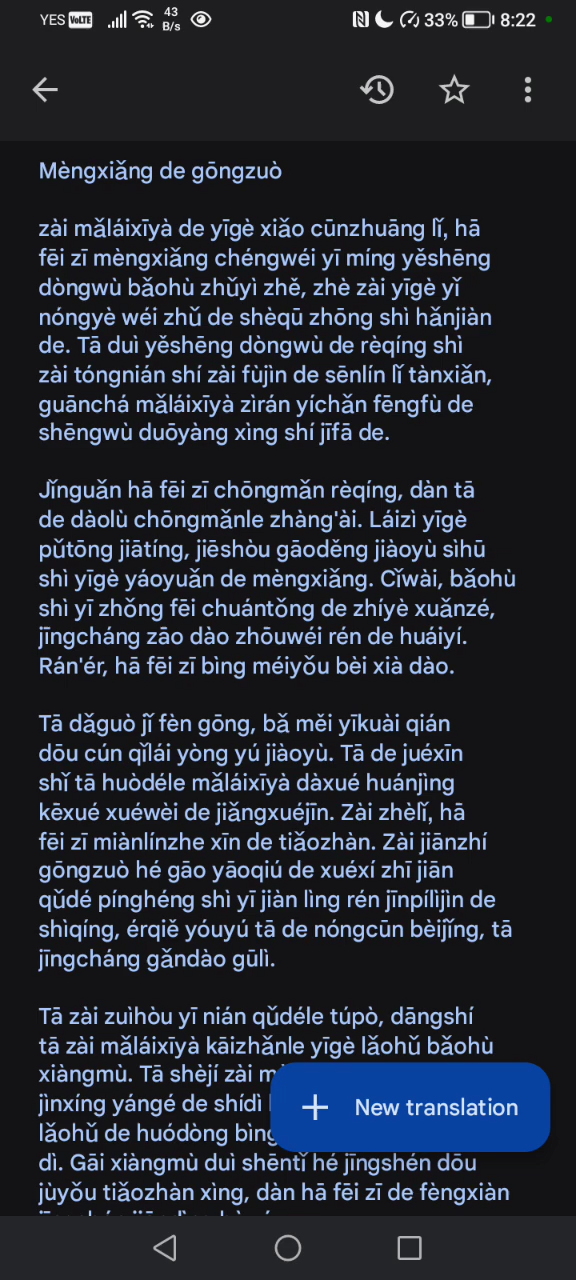 YES VoLTE 43 B/s 33% 8:22
Mèngxiǎng de gōngzuò
zài mǎláixīyà de yīgè xiǎo cūnzhuāng lǐ, hā
fēi zī mèngxiǎng chéngwéi yī míng yěshēng
dòngwù bǎohù zhǔyì zhě, zhè zài yīgè yǐ
nóngyè wéi zhǔ de shèqū zhōng shì hǎnjiàn
de. Tā duì yěshēng dòngwù de rèqíng shì
zài tóngnián shí zài fùjìn de sēnlín lǐ tànxiǎn,
guānchá mǎláixīyà zìrán yíchǎn fēngfù de
shēngwù duōyàng xìng shí jīfā de.
Jǐnguǎn hā fēi zī chōngmǎn rèqíng, dàn tā
de dàolù chōngmǎnle zhàng'ài. Láizì yīgè
pǔtōng jiātíng, jiēshòu gāoděng jiàoyù sìhū
shì yīgè yáoyuǎn de mèngxiǎng. Cǐwài, bǎohù
shì yī zhǒng fēi chuántǒng de zhíyè xuǎnzé,
jīngcháng zāo dào zhōuwéi rén de huáiyí.
Rán'ér, hā fēi zī bìng méiyǒu bèi xià dào.
Tā dǎguò jǐ fèn gōng, bǎ měi yīkuài qián
dōu cún qǐlái yòng yú jiàoyù. Tā de juéxīn
shǐ tā huòdéle mǎláixīyà dàxué huánjìng
kēxué xuéwèi de jiǎngxuéjīn. Zài zhèlǐ, hā
fēi zī miànlínzhe xīn de tiǎozhàn. Zài jiānzhí
gōngzuò hé gāo yāoqiú de xuéxí zhī jiān
qǔdé pínghéng shì yī jiàn lìng rén jīnpílìjìn de
shìqíng, érqiě yóuyú tā de nóngcūn bèijǐng, tā
jīngcháng gǎndào gūlì.
Tā zài zuìhòu yī nián qǔdéle túpò, dāngshí
tā zài mǎláixīyà kāizhǎnle yīgè lǎohǔ bǎohù
xiàngmù. Tā shèjí zài
jìnxíng yángé de shídì
lǎohǔ de huódòng bìng
dì. Gāi xiàngmù duì shēntǐ hé jīngshén dōu
jùyǒu tiǎozhàn xìng, dàn hā fēi zī de fèngxiàn
New translation